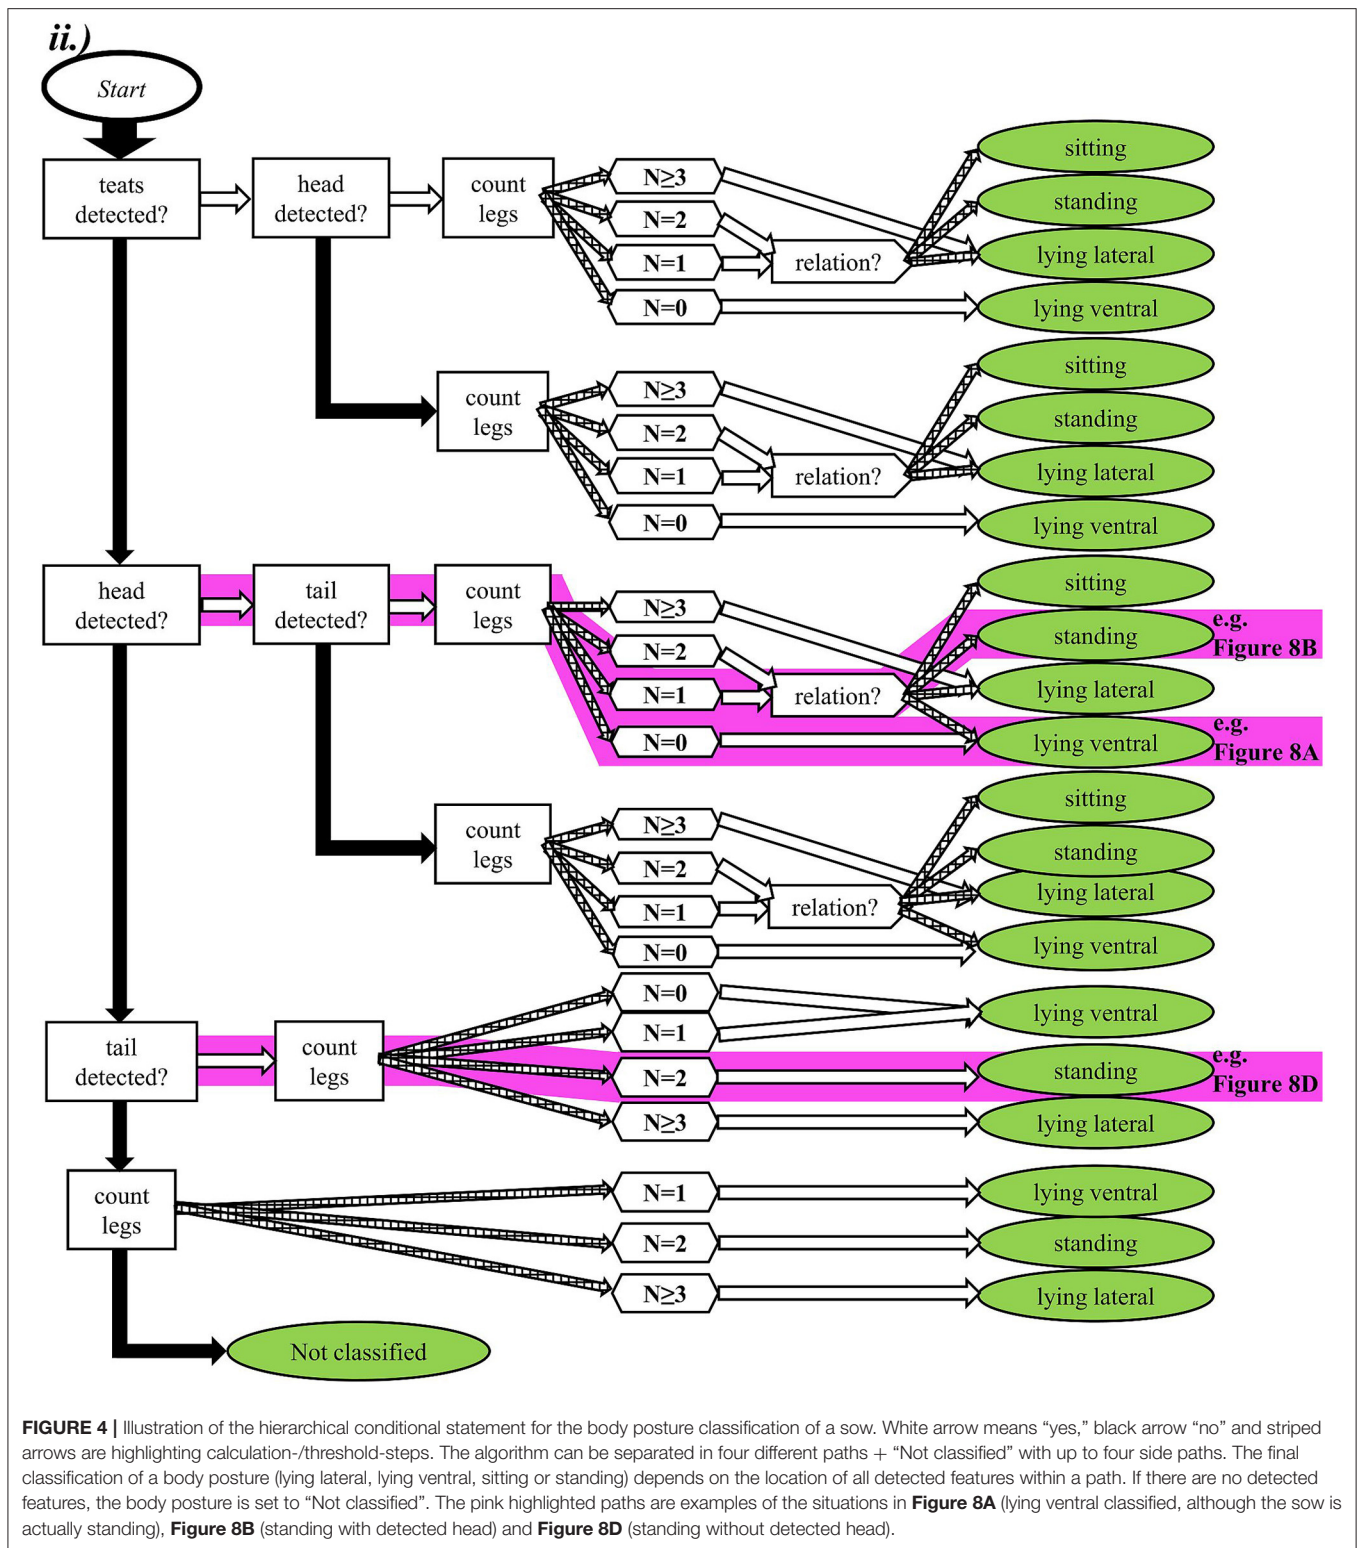 ii.)
Start
teats
detected?
head
detected?
count
legs
N≥3
N=2
N=1
N=0
relation?
sitting
standing
lying lateral
lying ventral
count
legs
N≥3
N=2
N=1
N=0
relation?
sitting
standing
lying lateral
lying ventral
head
detected?
tail
detected?
count
legs
N≥3
N=2
N=1
N=0
relation?
sitting
standing
e.g.
Figure 8B
lying lateral
lying ventral
e.g.
Figure 8A
count
legs
N≥3
N=2
N=1
N=0
relation?
sitting
standing
lying lateral
lying ventral
tail
detected?
count
legs
N=0
N=1
N=2
N≥3
lying ventral
standing
e.g.
Figure 8D
lying lateral
count
legs
N=1
N=2
N≥3
lying ventral
standing
lying lateral
Not classified
FIGURE 4 | Illustration of the hierarchical conditional statement for the body posture classification of a sow. White arrow means “yes,” black arrow “no” and striped
arrows are highlighting calculation-/threshold-steps. The algorithm can be separated in four different paths + “Not classified” with up to four side paths. The final
classification of a body posture (lying lateral, lying ventral, sitting or standing) depends on the location of all detected features within a path. If there are no detected
features, the body posture is set to “Not classified”. The pink highlighted paths are examples of the situations in Figure 8A (lying ventral classified, although the sow is
actually standing), Figure 8B (standing with detected head) and Figure 8D (standing without detected head).